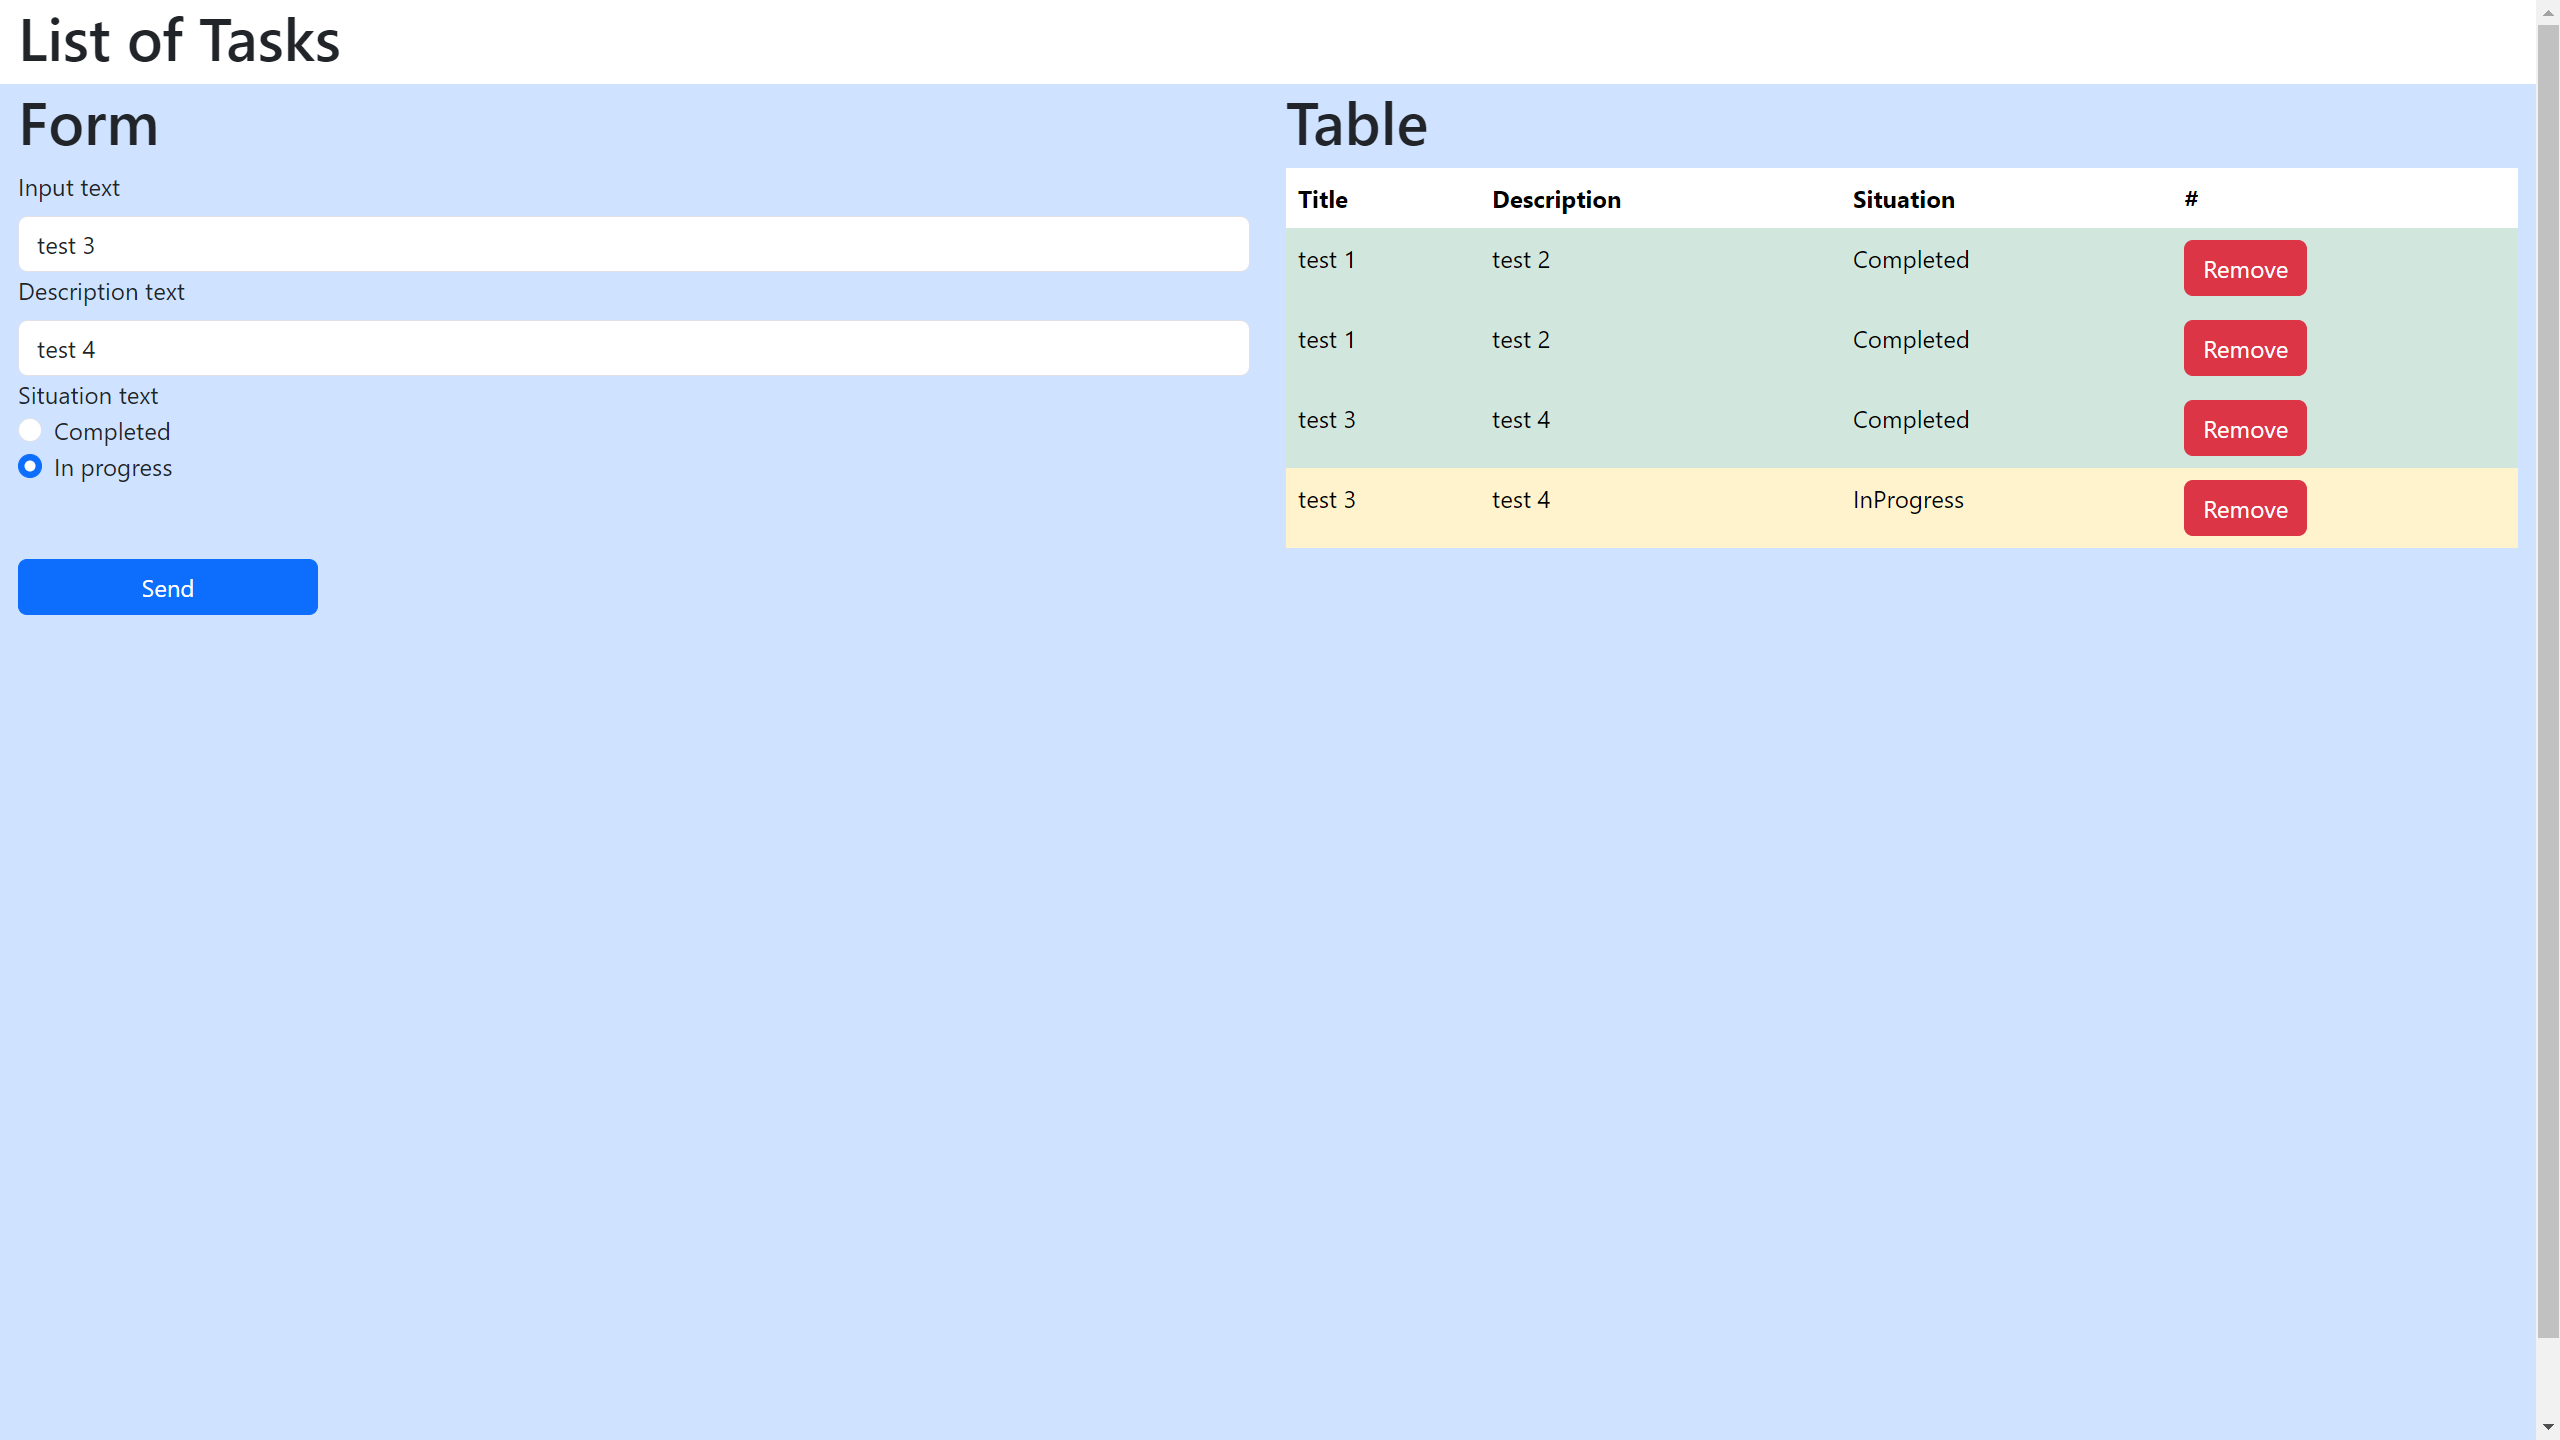 List of Tasks
Form
Input text
test 3
Description text
test 4
Situation text
Completed
In progress
Send
Table
Title Description Situation #
test 1 test 2 Completed Remove
test 1 test 2 Completed Remove
test 3 test 4 Completed Remove
test 3 test 4 InProgress Remove